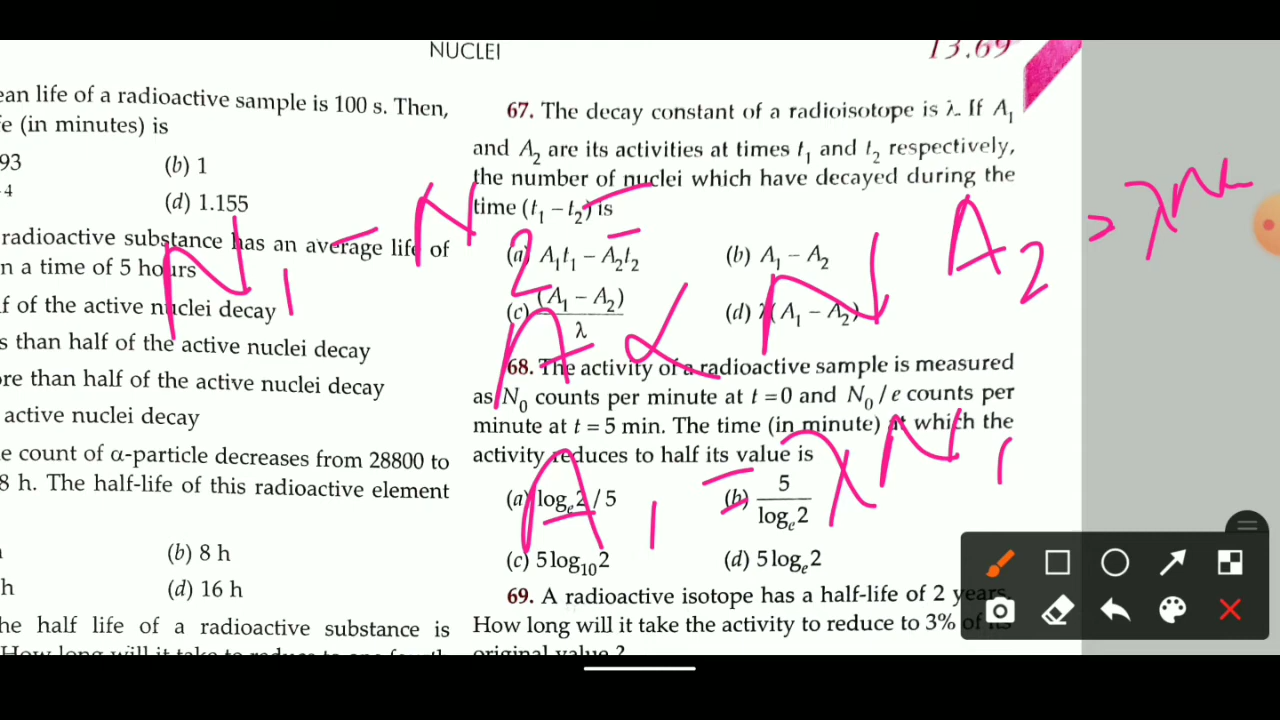 NUCLEI
13.69
ean life of a radioactive sample is 100 s. Then,
fe (in minutes) is
93
(b) 1
-4
(d) 1.155
radioactive substance has an average life of
n a time of 5 hours
f of the active nuclei decay
s than half of the active nuclei decay
re than half of the active nuclei decay
active nuclei decay
e count of α-particle decreases from 28800 to
8 h. The half-life of this radioactive element
(b) 8 h
h
(d) 16 h
he half life of a radioactive substance is
67. The decay constant of a radioisotope is λ. If A₁
and A₂ are its activities at times t₁ and t₂ respectively,
the number of nuclei which have decayed during the
time (t₁ – t₂) is
(a) A₁t₁ – A₂t₂
(b) A₁ – A₂
(c) (A₁ – A₂)/λ
(d) λ(A₁ – A₂)
68. The activity of a radioactive sample is measured
as N₀ counts per minute at t = 0 and N₀/e counts per
minute at t = 5 min. The time (in minute) at which the
activity reduces to half its value is
(a) logₑ2/5
(b) 5/logₑ2
(c) 5log₁₀2
(d) 5logₑ2
69. A radioactive isotope has a half-life of 2 years.
How long will it take the activity to reduce to 3% of its
original value?
N₁ – N₂
A ∝ N
A₁ = λN₁
A₂ = λN₂